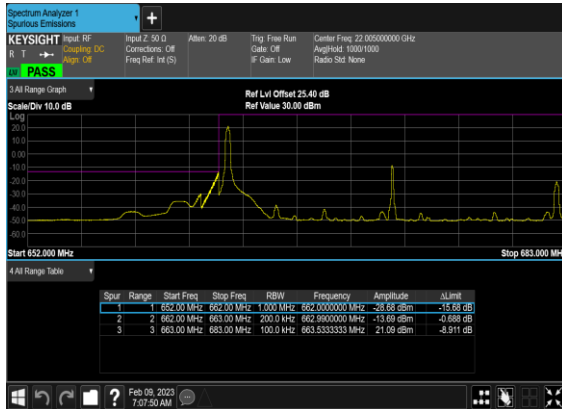 Spectrum Analyzer 1
Spurious Emissions
KEYSIGHT
R T
Input: RF
Coupling: DC
Align: Off
Input Z: 50 Ω
Corrections: Off
Freq Ref: Int (S)
Atten: 20 dB
Trig: Free Run
Gate: Off
IF Gain: Low
Center Freq: 22.005000000 GHz
Avg|Hold: 1000/1000
Radio Std: None
PASS
3 All Range Graph
Ref Lvl Offset 25.40 dB
Scale/Div 10.0 dB
Ref Value 30.00 dBm
Log
20.0
10.0
0.00
-10.0
-20.0
-30.0
-40.0
-50.0
-60.0
Start 652.000 MHz
Stop 683.000 MH
4 All Range Table
Spur Range Start Freq Stop Freq RBW Frequency Amplitude ΔLimit
1 1 652.00 MHz 662.00 MHz 1.000 MHz 662.0000000 MHz -28.68 dBm -15.68 dB
2 2 662.00 MHz 663.00 MHz 200.0 kHz 662.9900000 MHz -13.69 dBm -0.688 dB
3 3 663.00 MHz 683.00 MHz 100.0 kHz 663.5333333 MHz 21.09 dBm -8.911 dB
?
Feb 09, 2023
7:07:50 AM